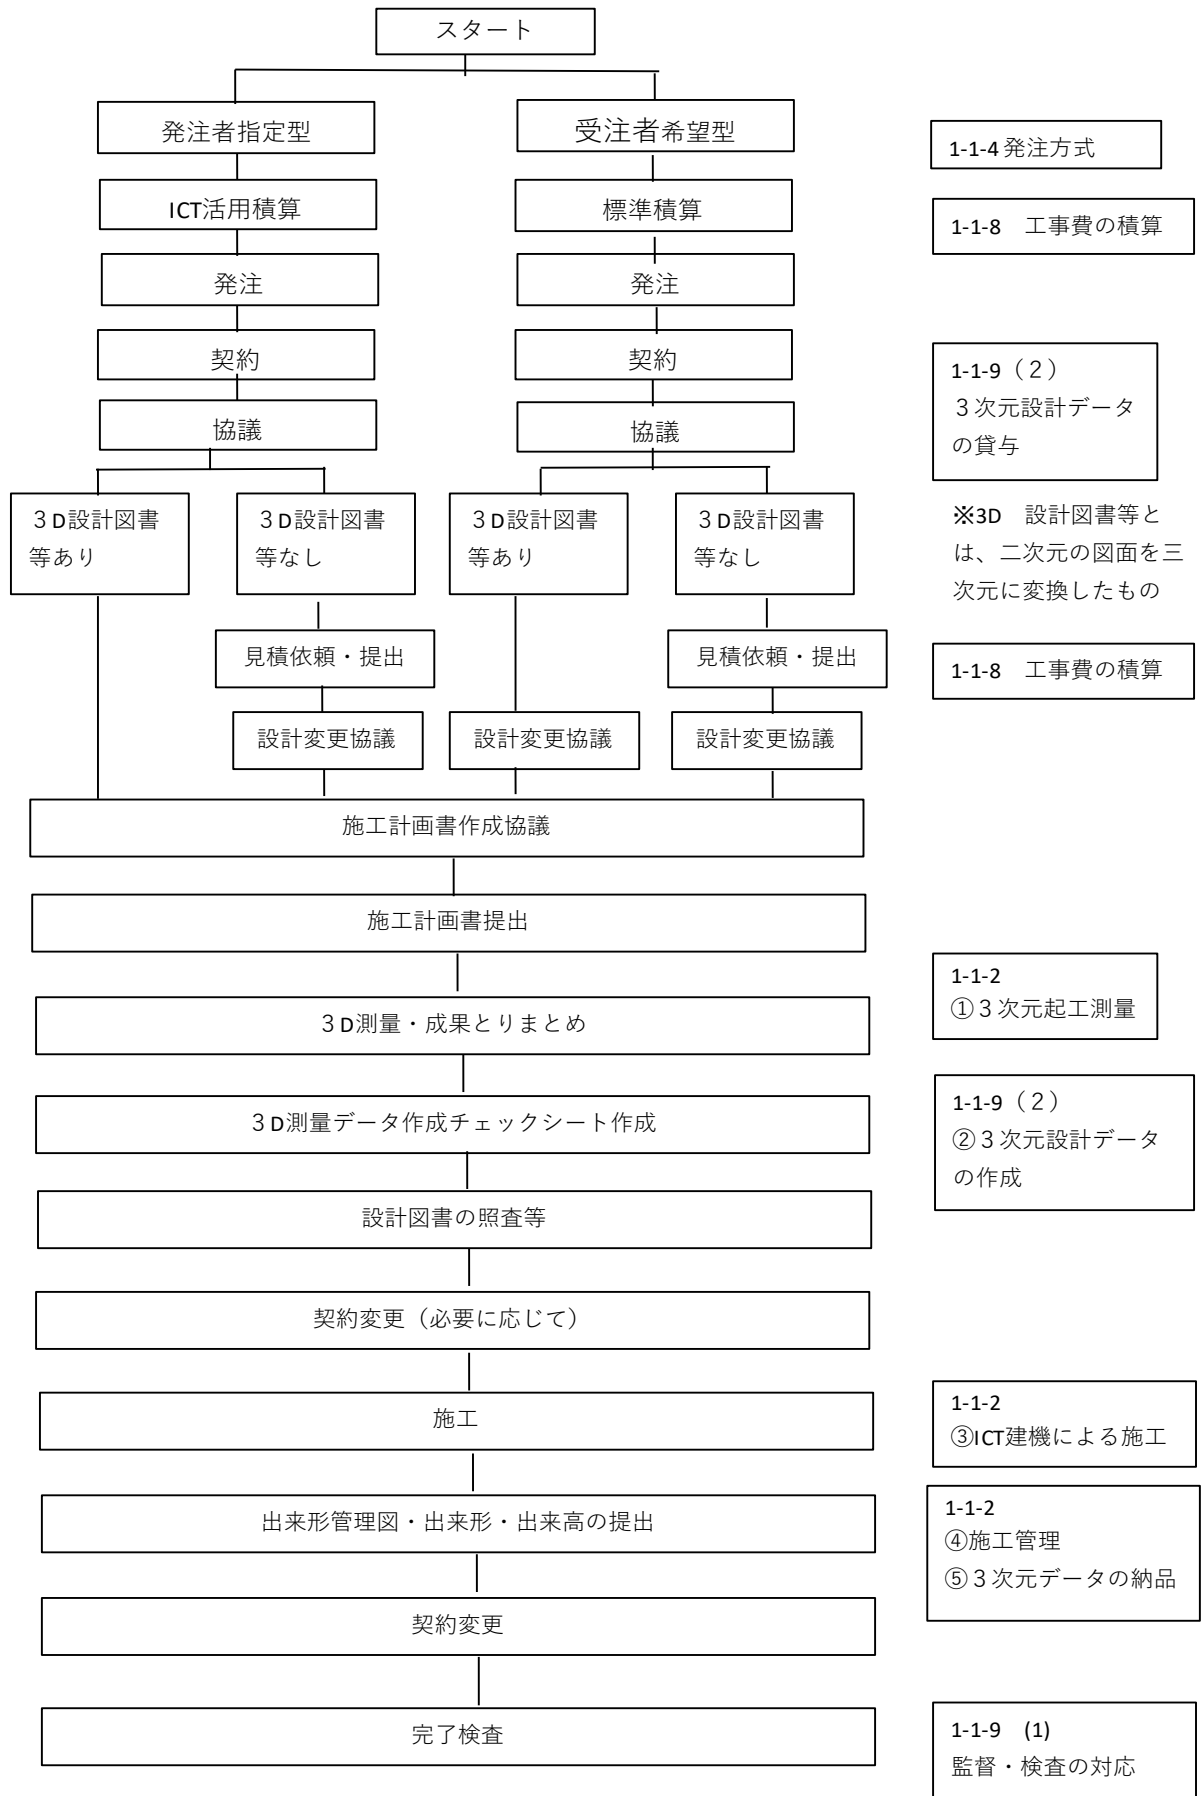 スタート
発注者指定型
受注者希望型
1-1-4 発注方式
ICT活用積算
標準積算
1-1-8　工事費の積算
発注
発注
契約
契約
1-1-9（２）
３次元設計データ
の貸与
協議
協議
３D設計図書
等あり
３D設計図書
等なし
３D設計図書
等あり
３D設計図書
等なし
※3D　設計図書等と
は、二次元の図面を三
次元に変換したもの
見積依頼・提出
見積依頼・提出
1-1-8　工事費の積算
設計変更協議
設計変更協議
設計変更協議
施工計画書作成協議
施工計画書提出
1-1-2
①３次元起工測量
３D測量・成果とりまとめ
３D測量データ作成チェックシート作成
1-1-9（２）
②３次元設計データ
の作成
設計図書の照査等
契約変更（必要に応じて）
施工
1-1-2
③ICT建機による施工
出来形管理図・出来形・出来高の提出
1-1-2
④施工管理
⑤３次元データの納品
契約変更
完了検査
1-1-9　(1)
監督・検査の対応